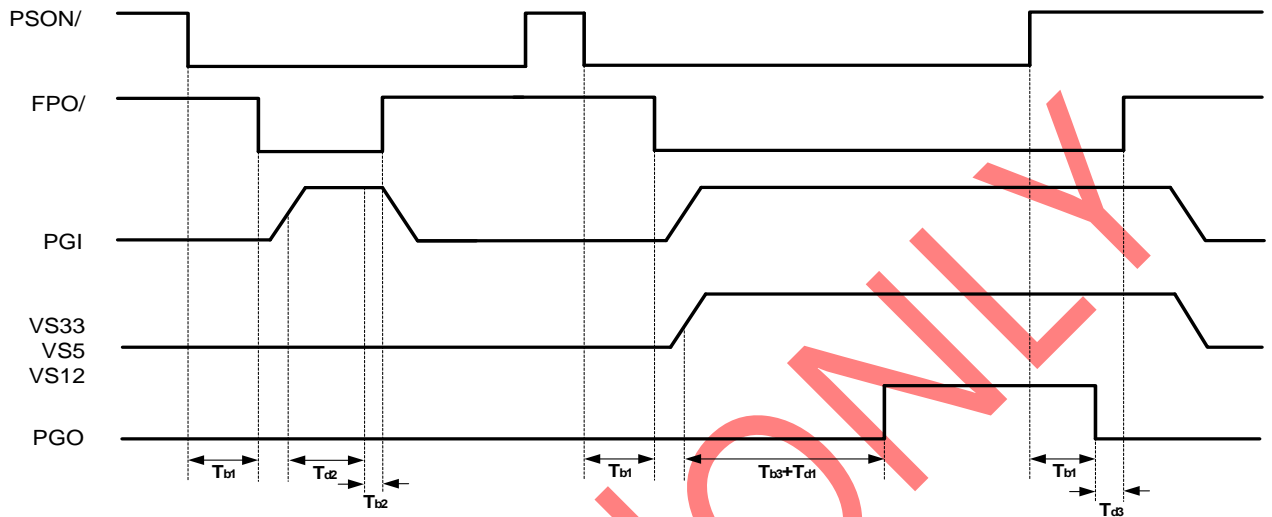 PSON/
FPO/
PGI
VS33
VS5
VS12
PGO
Tb1
Td2
Tb2
Tb1
Tb3+Td1
Tb1
Td3
ONLY